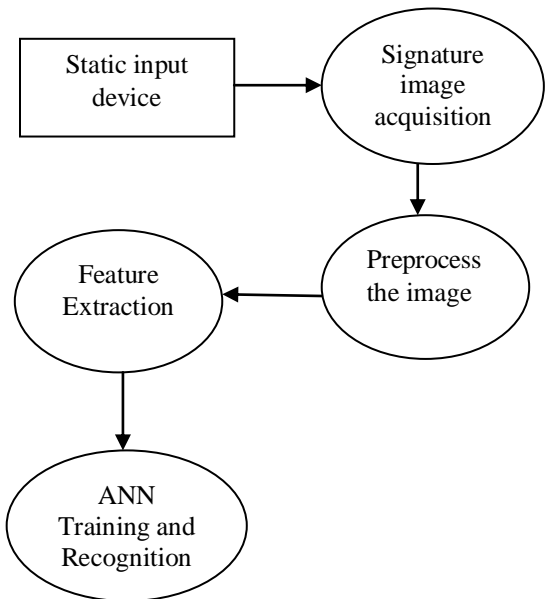 Static input
device
Signature
image
acquisition
Preprocess
the image
Feature
Extraction
ANN
Training and
Recognition